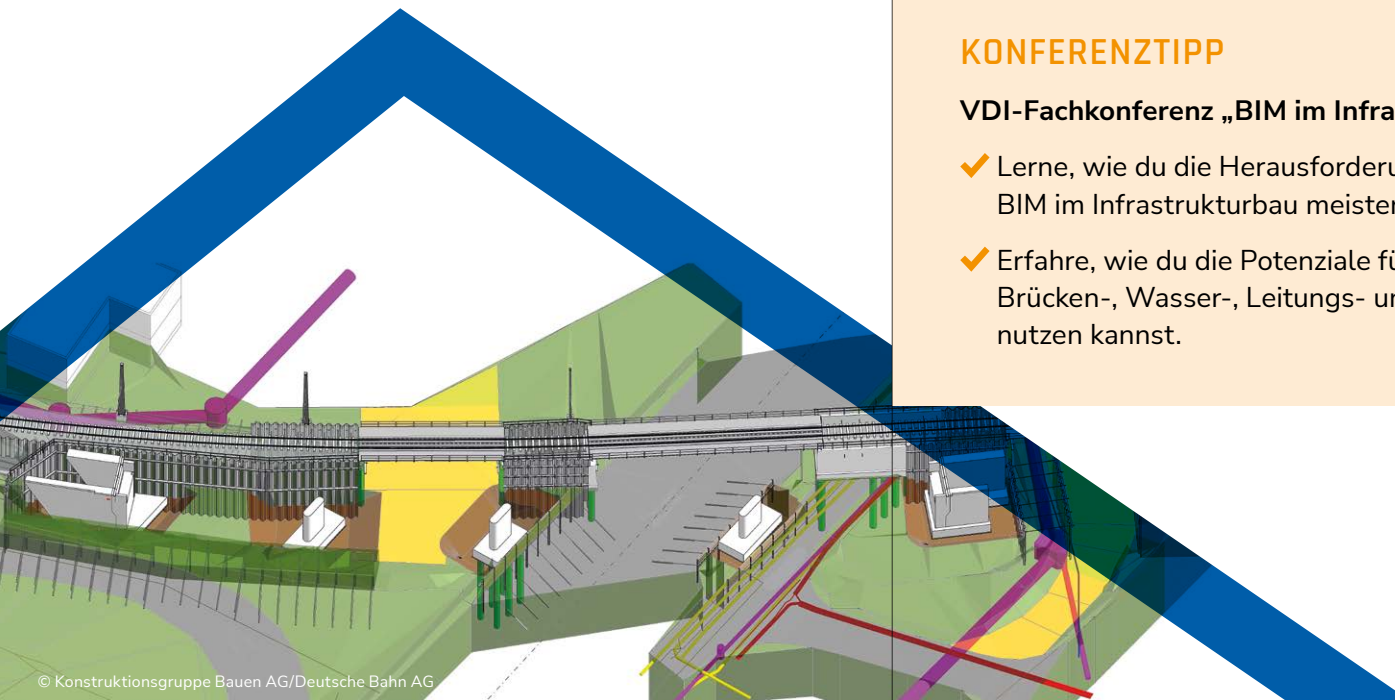 KONFERENZTIPP
VDI-Fachkonferenz „BIM im Infra
Lerne, wie du die Herausforderu
BIM im Infrastrukturbau meister
Erfahre, wie du die Potenziale fü
Brücken-, Wasser-, Leitungs- un
nutzen kannst.
© Konstruktionsgruppe Bauen AG/Deutsche Bahn AG